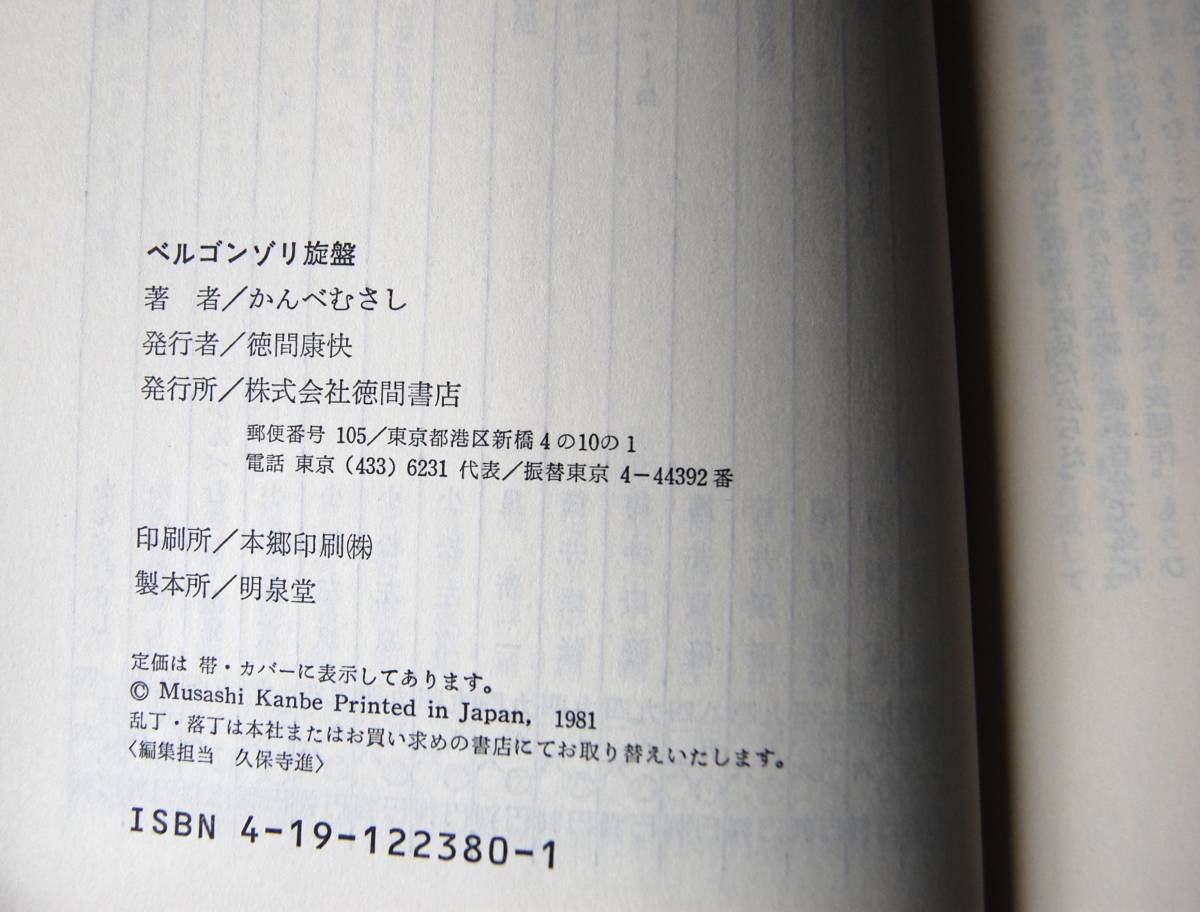 ベルゴンゾリ旋盤
著　者／かんべむさし
発行者／徳間康快
発行所／株式会社徳間書店
郵便番号 105／東京都港区新橋4の10の1
電話 東京（433）6231 代表／振替東京 4－44392番
印刷所／本郷印刷㈱
製本所／明泉堂
定価は 帯・カバーに表示してあります。
© Musashi Kanbe Printed in Japan, 1981
乱丁・落丁は本社またはお買い求めの書店にてお取り替えいたします。
〈編集担当　久保寺進〉
ISBN 4-19-122380-1